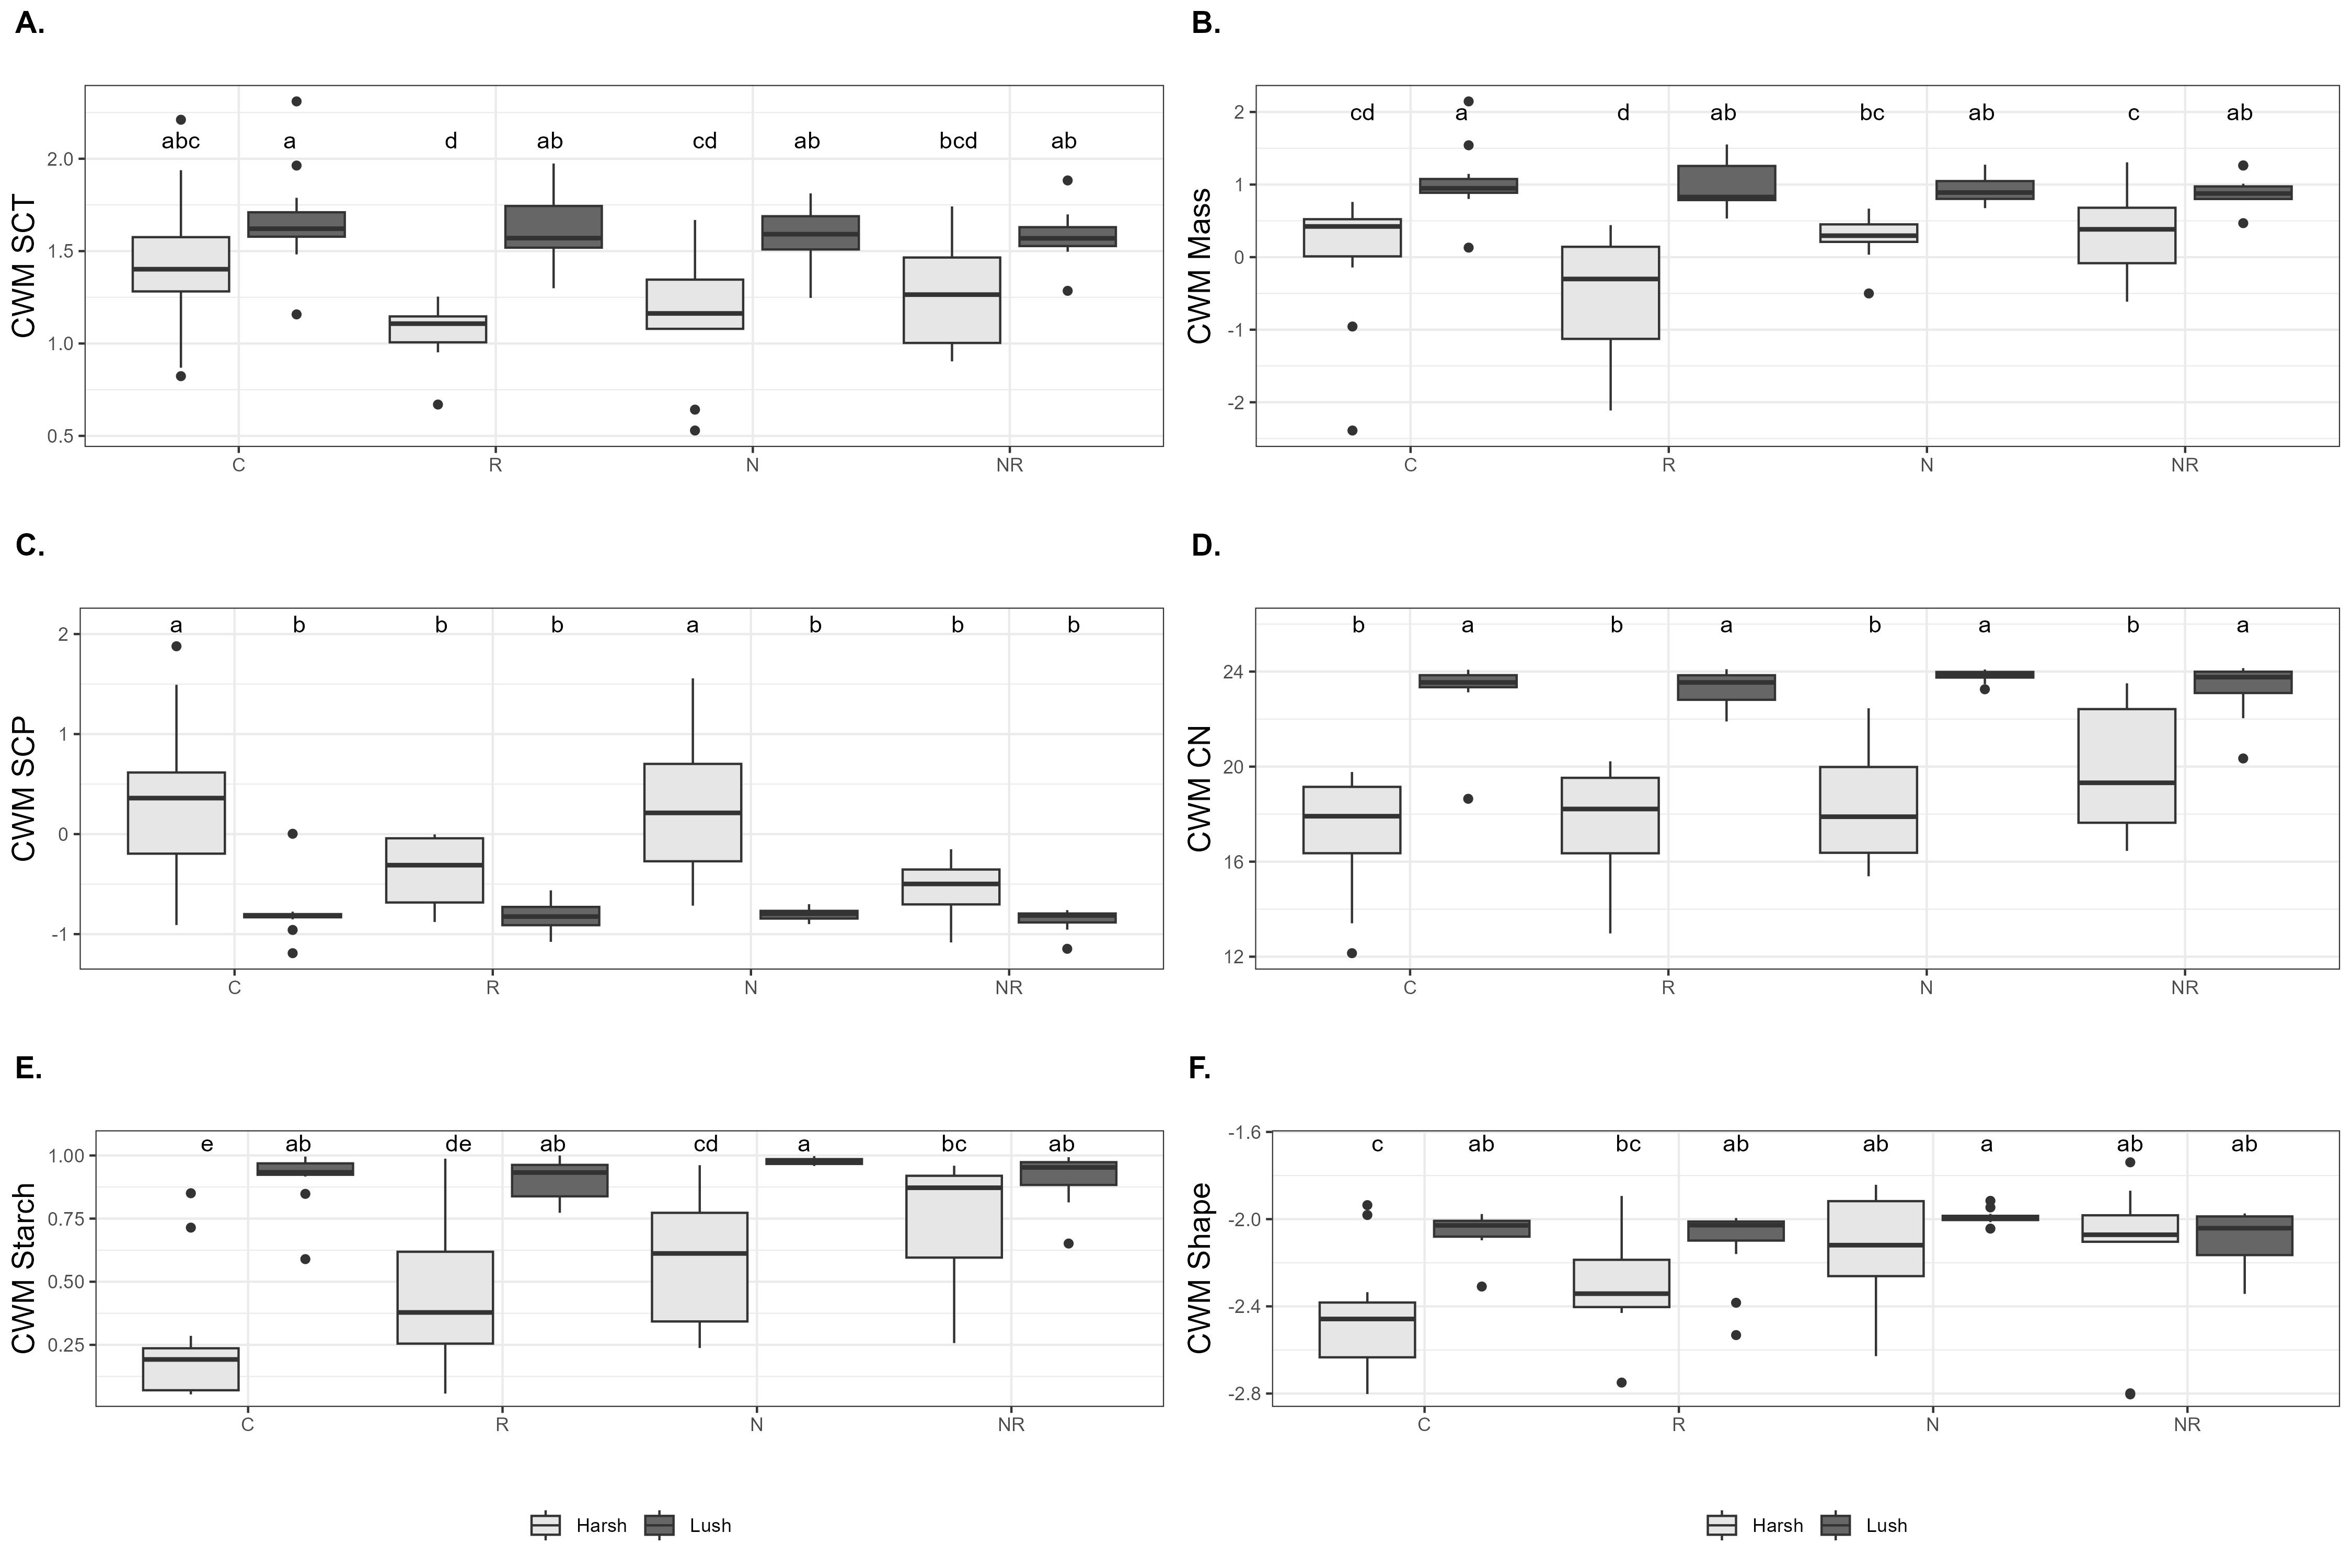 A.
CWM SCT
2.0
1.5
1.0
0.5
abc a d ab cd ab bcd ab
C R N NR
B.
CWM Mass
2
1
0
-1
-2
cd a d ab bc ab c ab
C R N NR
C.
CWM SCP
2
1
0
-1
a b b b a b b b
C R N NR
D.
CWM CN
24
20
16
12
b a b a b a b a
C R N NR
E.
CWM Starch
1.00
0.75
0.50
0.25
e ab de ab cd a bc ab
C R N NR
Harsh Lush
F.
CWM Shape
-1.6
-2.0
-2.4
-2.8
c ab bc ab ab a ab ab
C R N NR
Harsh Lush